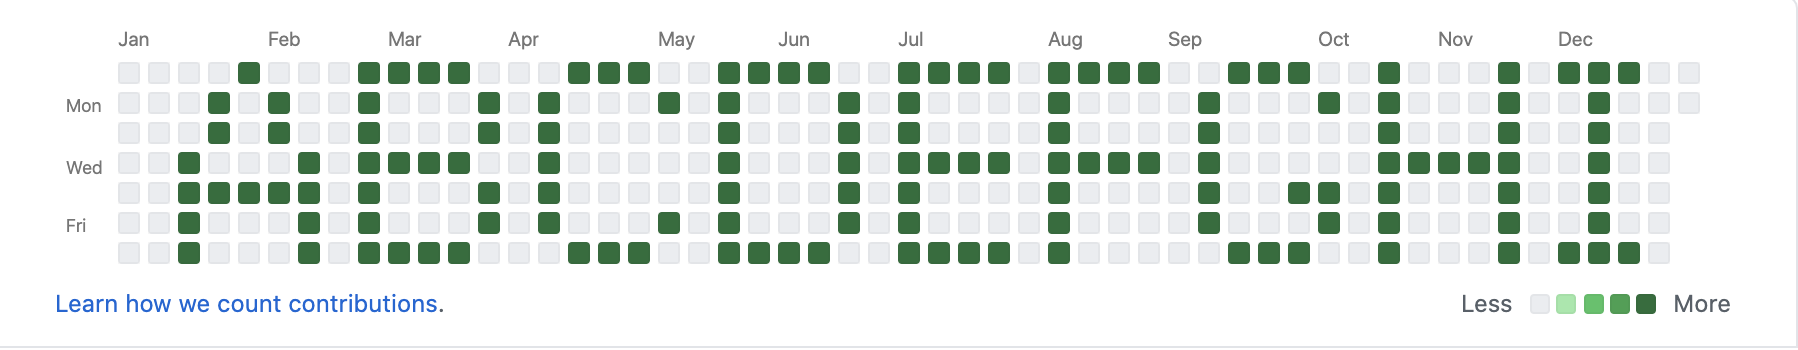 Jan Feb Mar Apr May Jun Jul Aug Sep Oct Nov Dec
ABCDEFGHI
Mon
Wed
Fri
Learn how we count contributions. Less More